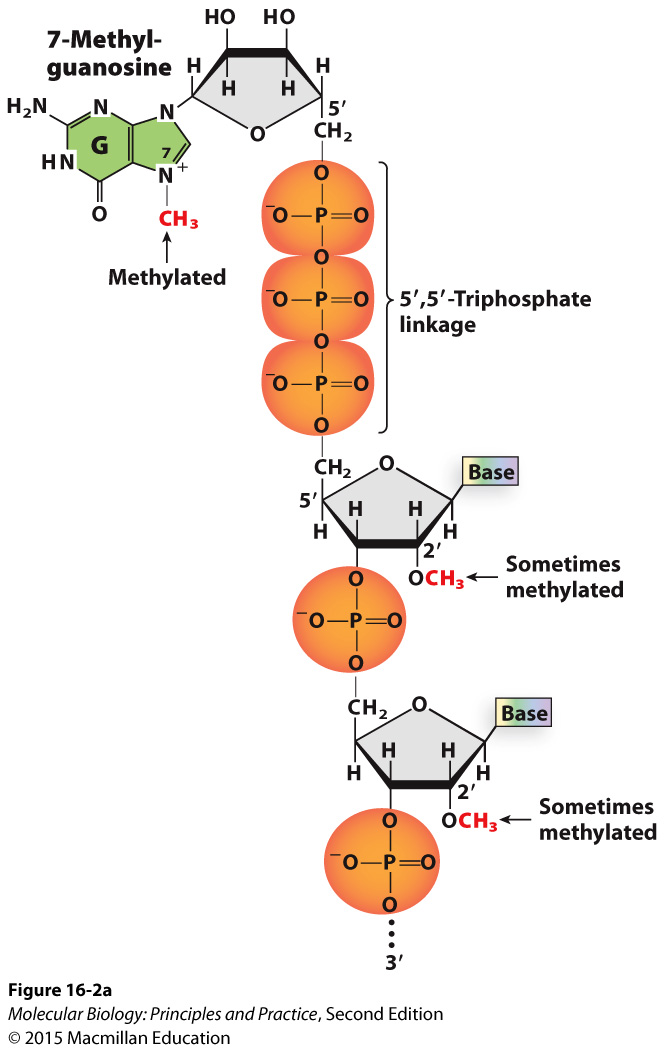 HO HO
7-Methyl-
guanosine
H H
H H
H₂N N N
5′
O
CH₂
G
7
HN N+
O
O
CH₃
⁻O—P=O
Methylated
O
⁻O—P=O
5′,5′-Triphosphate
linkage
O
⁻O—P=O
O
CH₂ O Base
5′ H H
H H
2′
O OCH₃
Sometimes
methylated
⁻O—P=O
O
CH₂ O Base
H H
H H
2′
O OCH₃
Sometimes
methylated
⁻O—P=O
O
3′
Figure 16-2a
Molecular Biology: Principles and Practice, Second Edition
© 2015 Macmillan Education